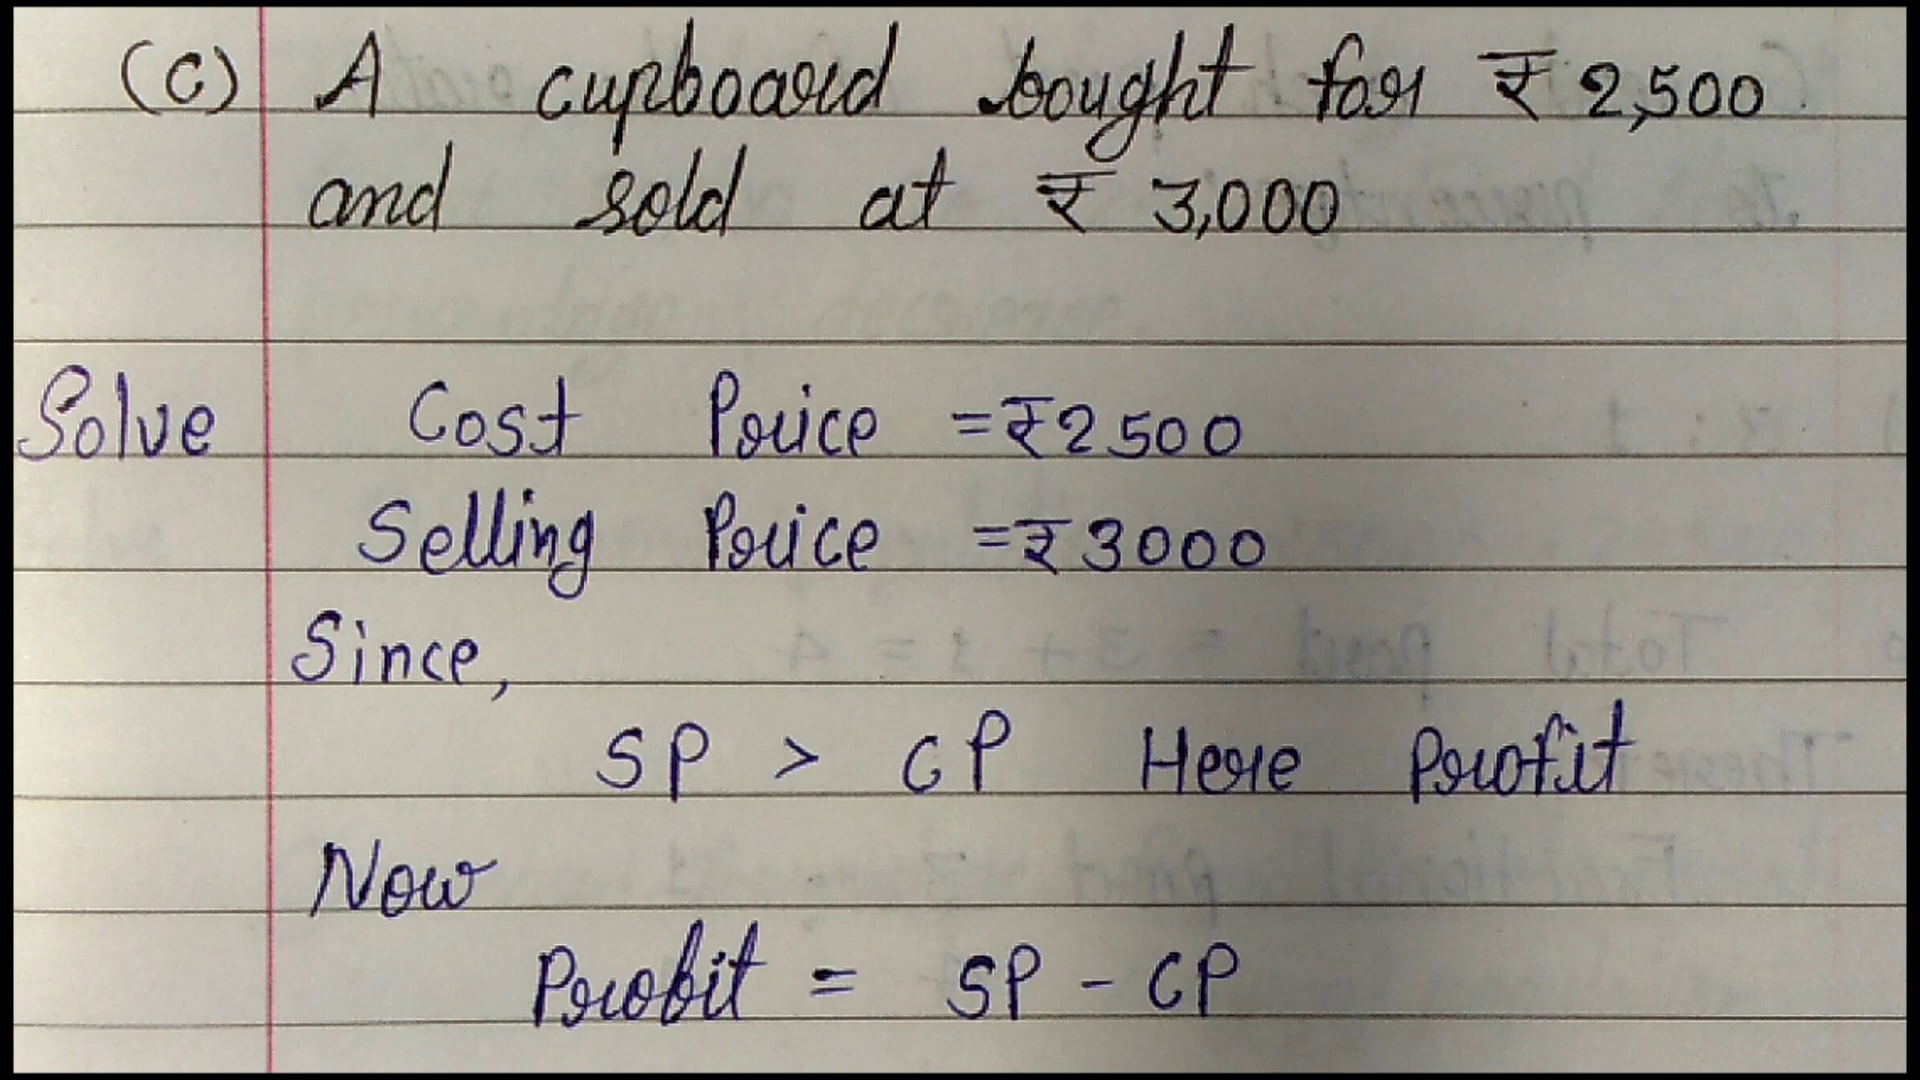 (C) A cupboard bought for ₹ 2,500
and sold at ₹ 3,000
Solve Cost Price = ₹2500
Selling Price = ₹3000
Since,
SP > CP Here Profit
Now
Profit = SP - CP